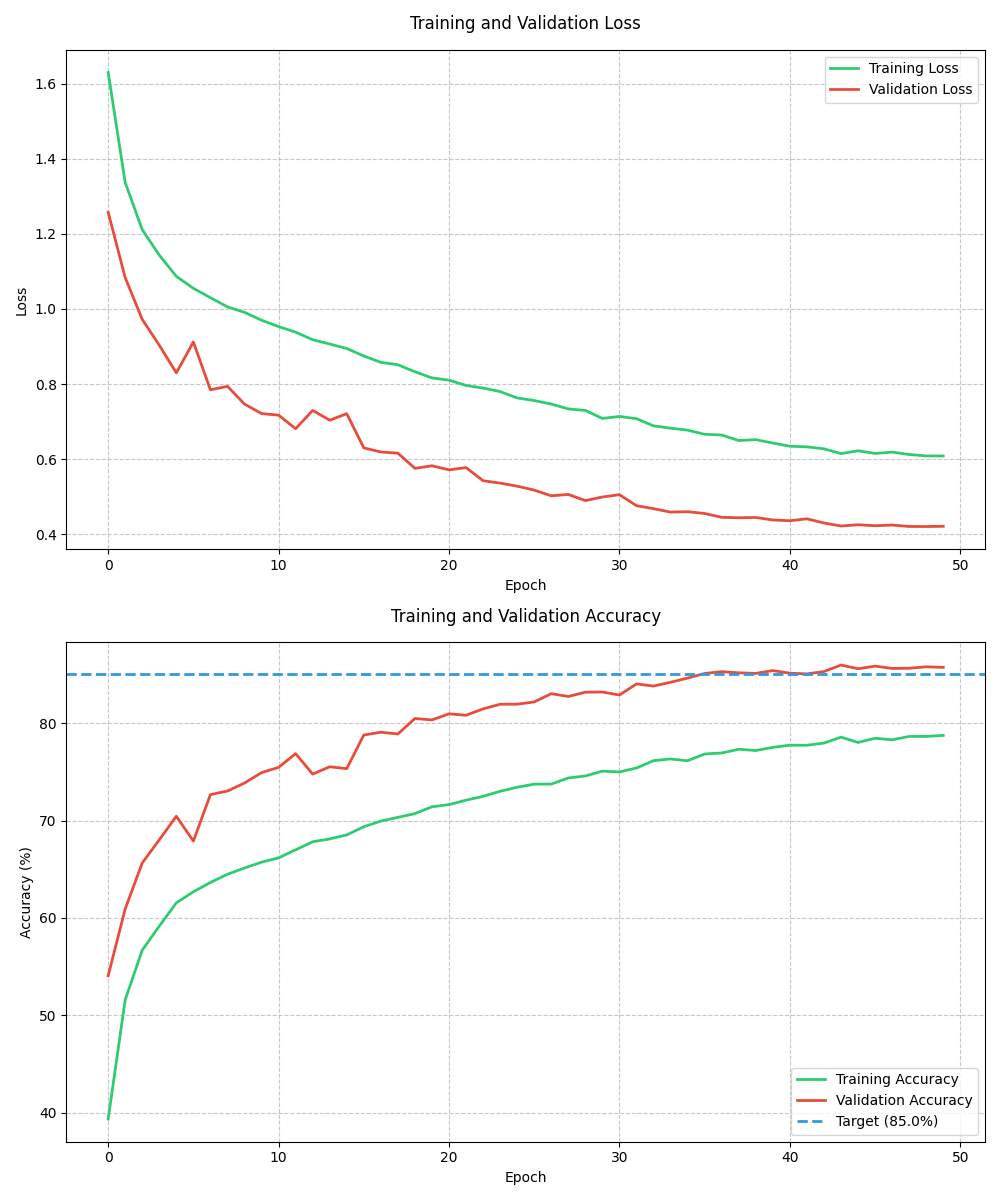 Training and Validation Loss
Training Loss
Validation Loss
1.6
1.4
1.2
1.0
0.8
0.6
0.4
Loss
0 10 20 30 40 50
Epoch
Training and Validation Accuracy
80
70
60
50
40
Accuracy (%)
Training Accuracy
Validation Accuracy
Target (85.0%)
0 10 20 30 40 50
Epoch